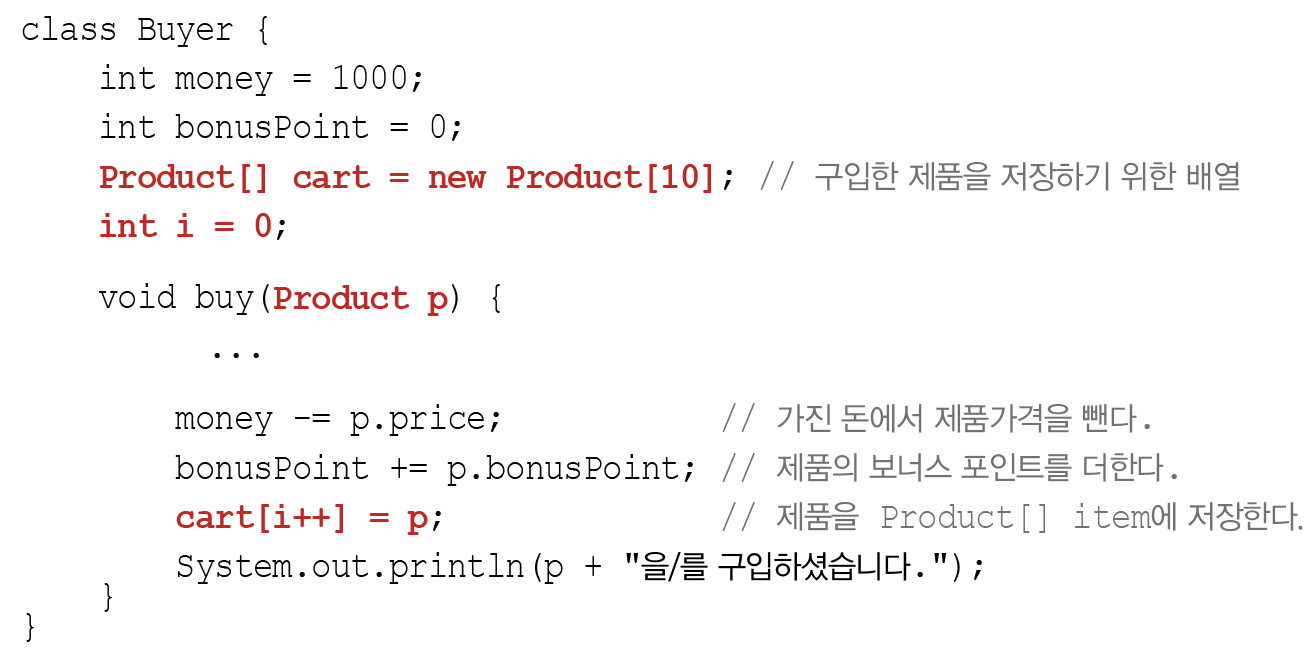 class Buyer {
    int money = 1000;
    int bonusPoint = 0;
    Product[] cart = new Product[10]; // 구입한 제품을 저장하기 위한 배열
    int i = 0;
    void buy(Product p) {
          ...
        money -= p.price;           // 가진 돈에서 제품가격을 뺀다.
        bonusPoint += p.bonusPoint; // 제품의 보너스 포인트를 더한다.
        cart[i++] = p;              // 제품을 Product[] item에 저장한다.
        System.out.println(p + "을/를 구입하셨습니다.");
    }
}